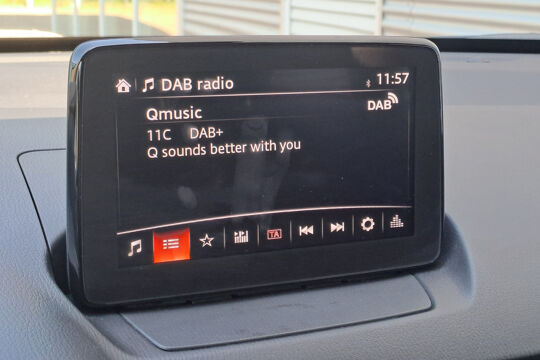 DAB radio
11:57
Qmusic
DAB
11C DAB+
Q sounds better with you
TA